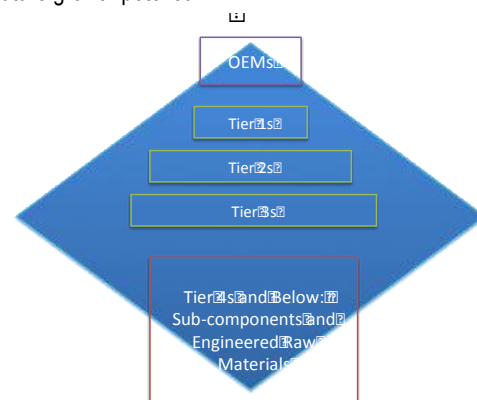 OEMs
Tier 1s
Tier 2s
Tier 3s
Tier 4s and Below:
Sub-components and
Engineered Raw
Materials